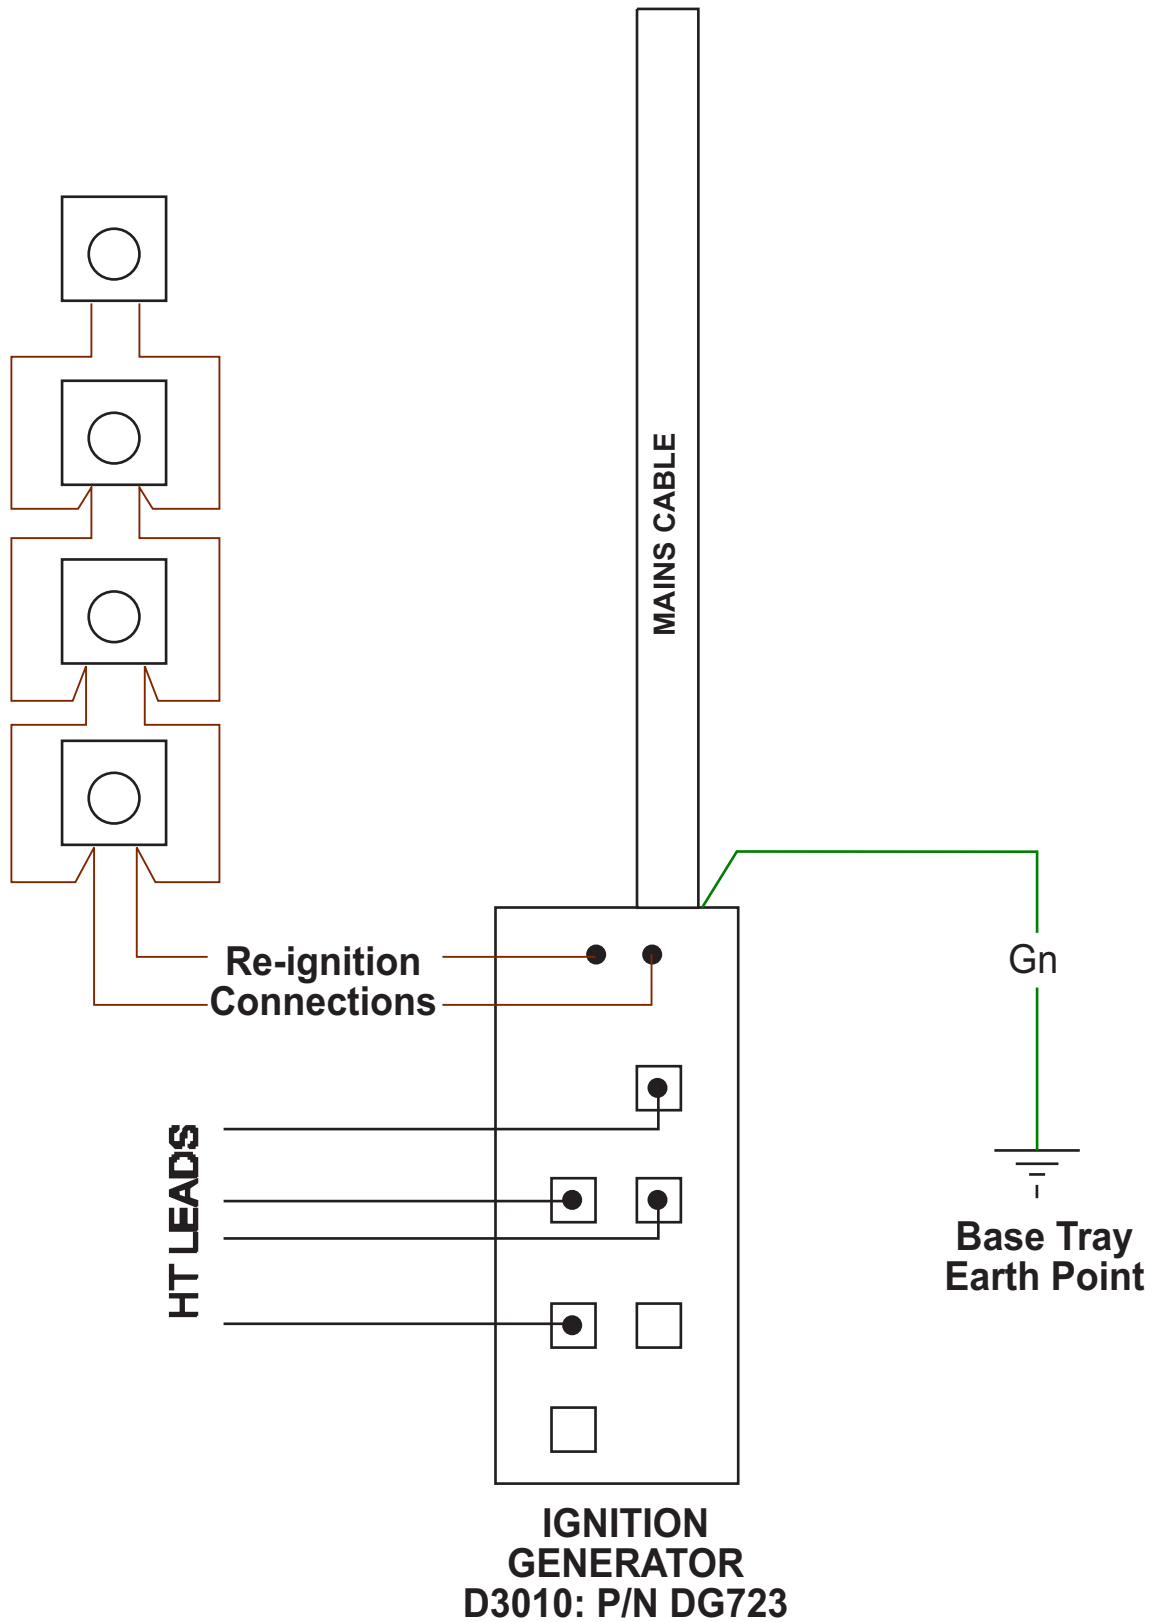 MAINS CABLE
Re-ignition
Connections
Gn
HT LEADS
Base Tray
Earth Point
IGNITION
GENERATOR
D3010: P/N DG723